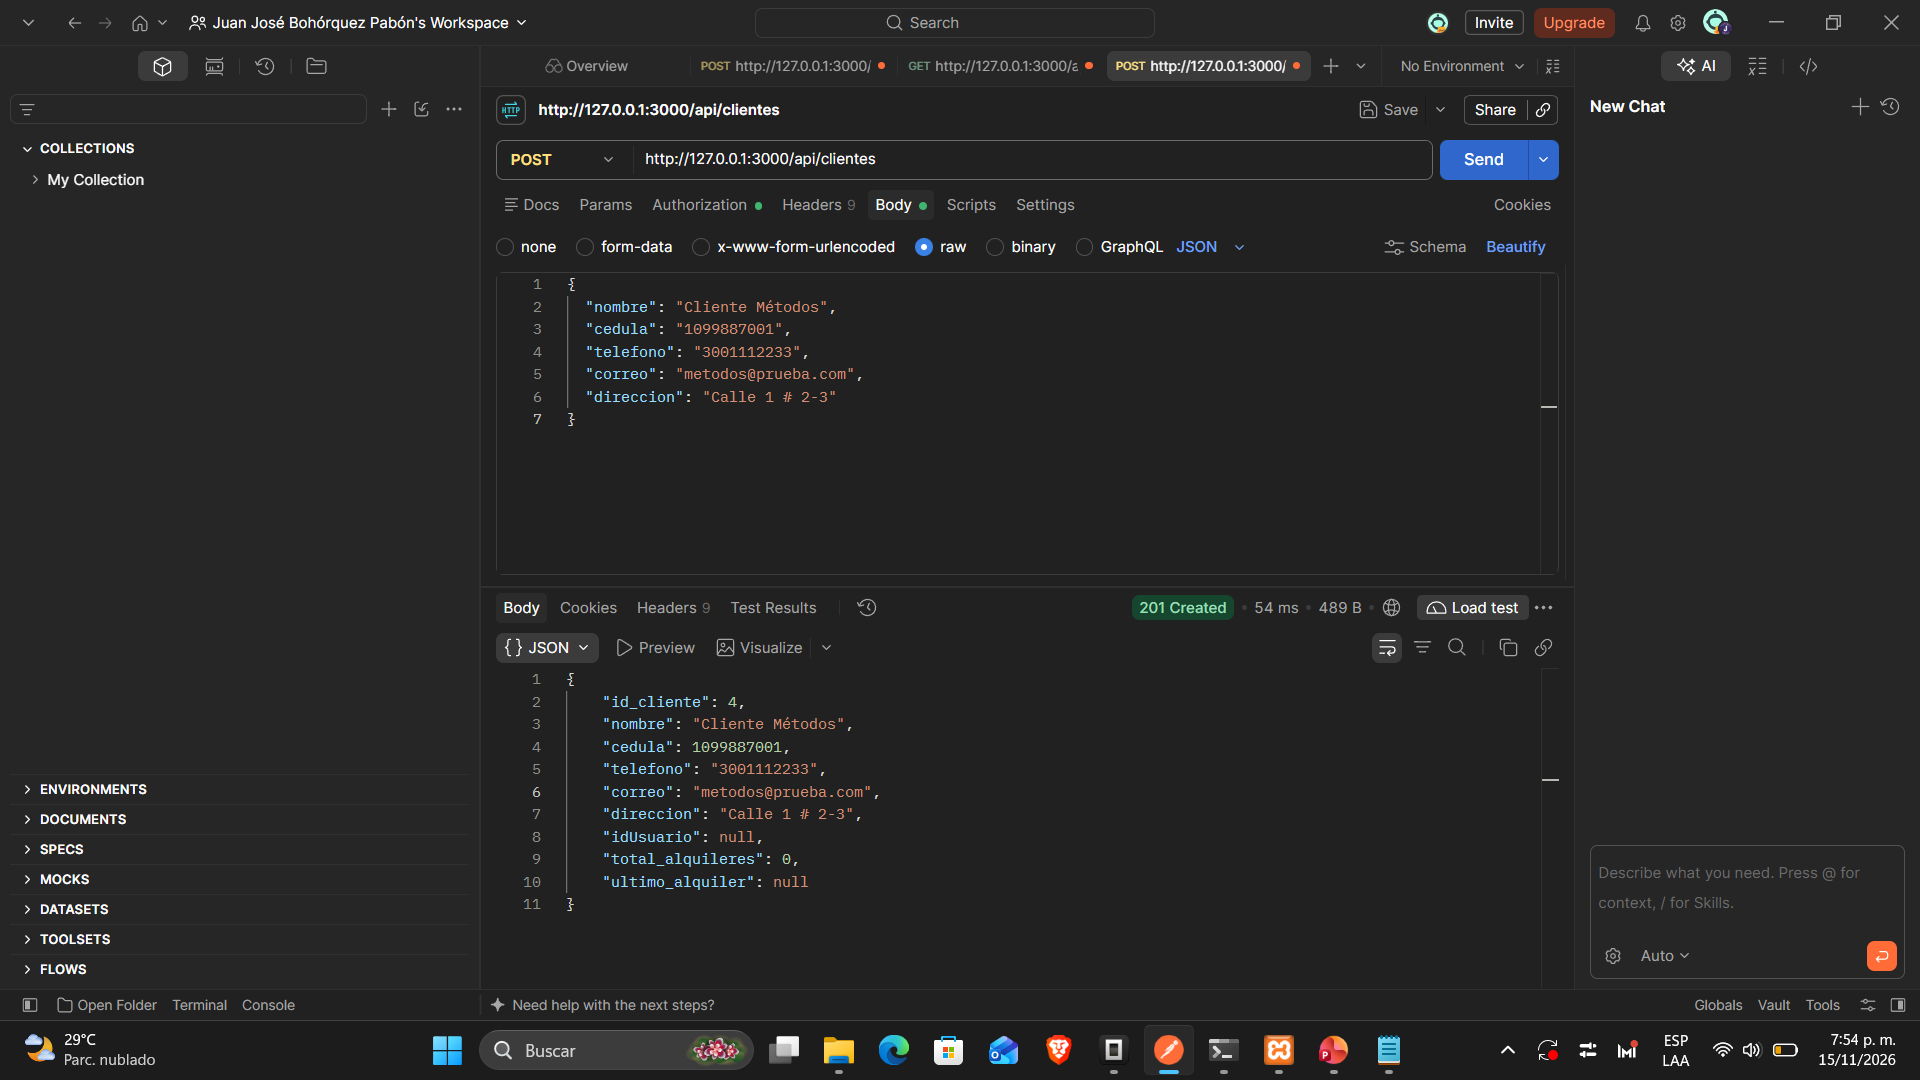 Juan José Bohórquez Pabón's Workspace
Search
Invite
Upgrade
Overview
POST http://127.0.0.1:3000/
GET http://127.0.0.1:3000/a
POST http://127.0.0.1:3000/
No Environment
AI
HTTP http://127.0.0.1:3000/api/clientes
Save
Share
New Chat
COLLECTIONS
My Collection
POST
http://127.0.0.1:3000/api/clientes
Send
Docs
Params
Authorization
Headers 9
Body
Scripts
Settings
Cookies
none
form-data
x-www-form-urlencoded
raw
binary
GraphQL
JSON
Schema
Beautify
1 {
2 "nombre": "Cliente Métodos",
3 "cedula": "1099887001",
4 "telefono": "3001112233",
5 "correo": "metodos@prueba.com",
6 "direccion": "Calle 1 # 2-3"
7 }
Body
Cookies
Headers 9
Test Results
201 Created
54 ms
489 B
Load test
{} JSON
Preview
Visualize
1 {
2 "id_cliente": 4,
3 "nombre": "Cliente Métodos",
4 "cedula": 1099887001,
5 "telefono": "3001112233",
6 "correo": "metodos@prueba.com",
7 "direccion": "Calle 1 # 2-3",
8 "idUsuario": null,
9 "total_alquileres": 0,
10 "ultimo_alquiler": null
11 }
ENVIRONMENTS
DOCUMENTS
SPECS
MOCKS
DATASETS
TOOLSETS
FLOWS
Describe what you need. Press @ for
context, / for Skills.
Auto
Open Folder
Terminal
Console
Need help with the next steps?
Globals
Vault
Tools
29°C
Parc. nublado
Buscar
ESP
LAA
7:54 p. m.
15/11/2026